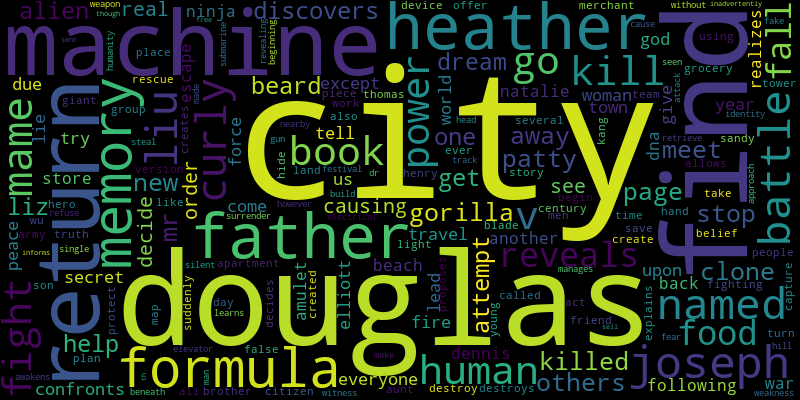 alien
real
discovers
ninja
device
offer
merchant
though
weapon
free
inadvertently
machine
heather
go
god
fake
fall
humanity
place
submarine
revealing
beginning
cause
without
sent
escape
dream
kill
using
seen
grocery
realizes
tower
due
rescue
beard
except
power
natalie
woman
team
attack
giant
thomas
world
town
give
year
mame
memory
liu
curly
creates
made
city
find
battle
lie
group
piece
work
tell
also
one
away
several
kang
dna
retrieve
identity
try
steal
force
book
head
patty
meet
sandy
store
version
gun
ever
track
henry
story
allows
approach
hero
like
hide
nearby
us
get
see
page
take
liz
new
order
dr
festival
land
build
begin
century
come
causing
gorilla
v
men
time
hand
stop
peace
decide
mr
wu
refuse
surrender
however
electrical
travel
another
save
create
belief
return
father
light
blade
reveals
upon
clone
people
army
truth
single
silent
apartment
beach
lead
attempt
called
back
fighting
informs
secret
suddenly
day
learns
amulet
created
elliott
fire
young
act
friend
explains
named
food
capture
son
map
protect
douglas
manages
sell
fear
turn
hill
fight
help
plan
decides
dennis
killed
joseph
war
confronts
formula
elevator
false
everyone
make
human
others
destroy
following
weakness
awakens
beneath
all
brother
man
citizen
witness
aunt
destroys